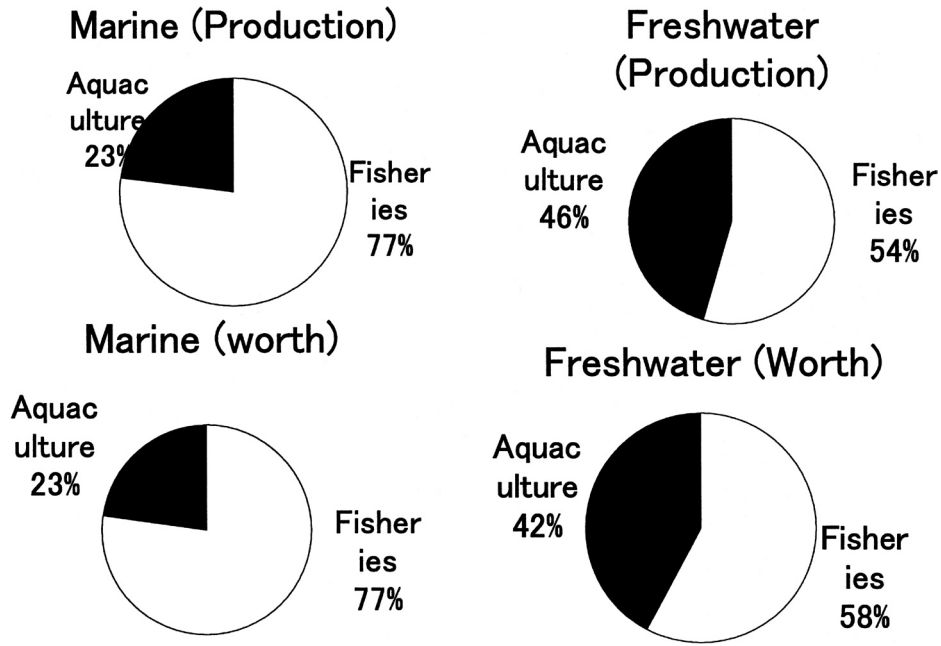 Marine (Production)
Aquac
ulture
23%
Fisher
ies
77%
Freshwater
(Production)
Aquac
ulture
46%
Fisher
ies
54%
Marine (worth)
Aquac
ulture
23%
Fisher
ies
77%
Freshwater (Worth)
Aquac
ulture
42%
Fisher
ies
58%